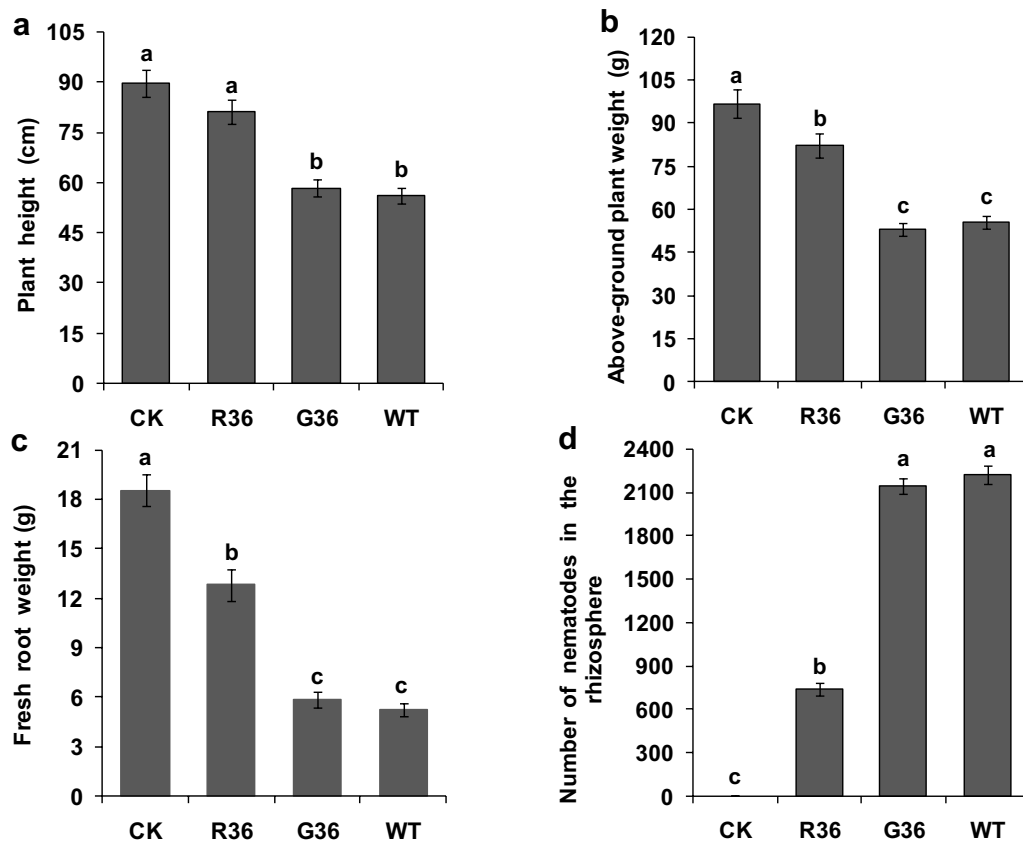 a
Plant height (cm)
105
90
75
60
45
30
15
0
a
a
b
b
CK R36 G36 WT
b
Above-ground plant weight (g)
120
105
90
75
60
45
30
15
0
a
b
c
c
CK R36 G36 WT
c
Fresh root weight (g)
21
18
15
12
9
6
3
0
a
b
c
c
CK R36 G36 WT
d
Number of nematodes in the
rhizosphere
2400
2100
1800
1500
1200
900
600
300
0
c
b
a
a
CK R36 G36 WT